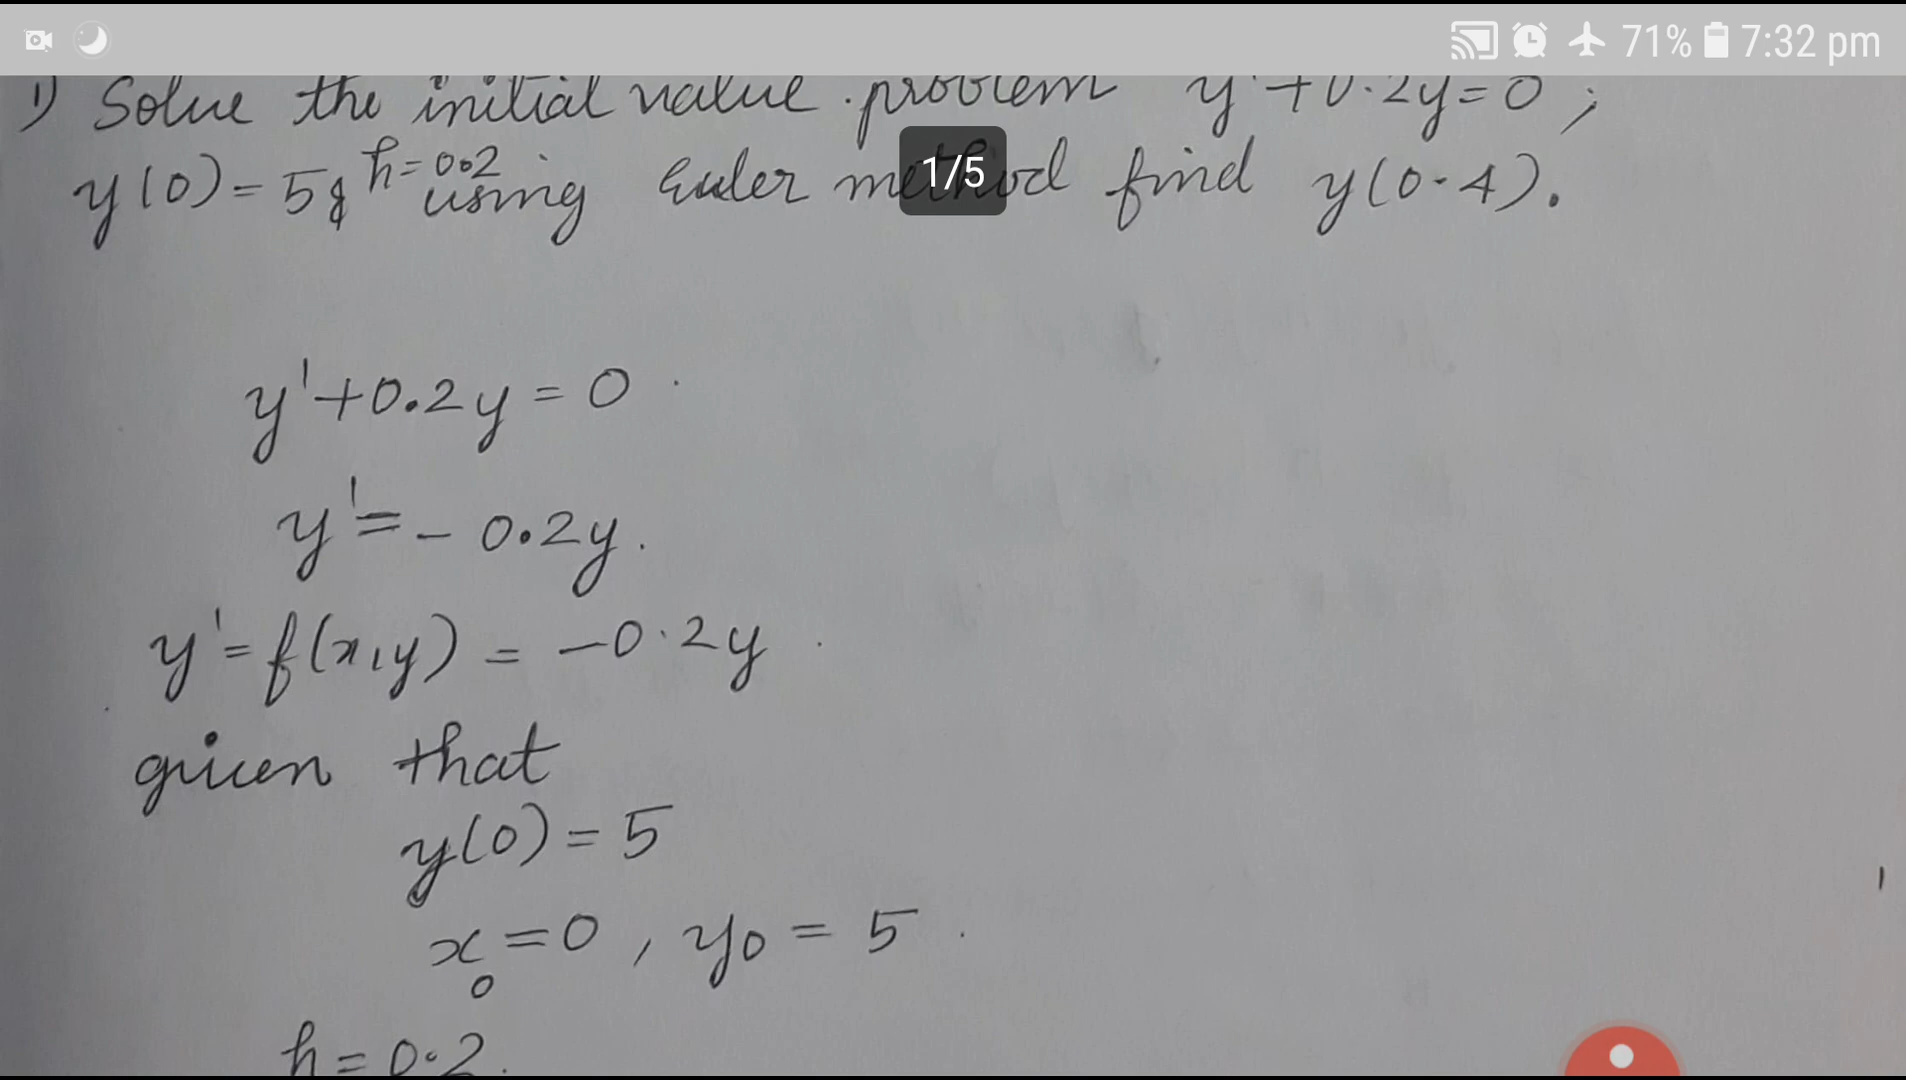 71% 7:32 pm
1) Solve the initial value problem y'+0.2y=0;
y(0)=5 & h=0.2 using Euler method find y(0.4).
1/5
y'+0.2y=0.
y'=-0.2y.
y'=f(x,y)=-0.2y.
given that
y(0)=5
x₀=0, y₀=5.
h=0.2.